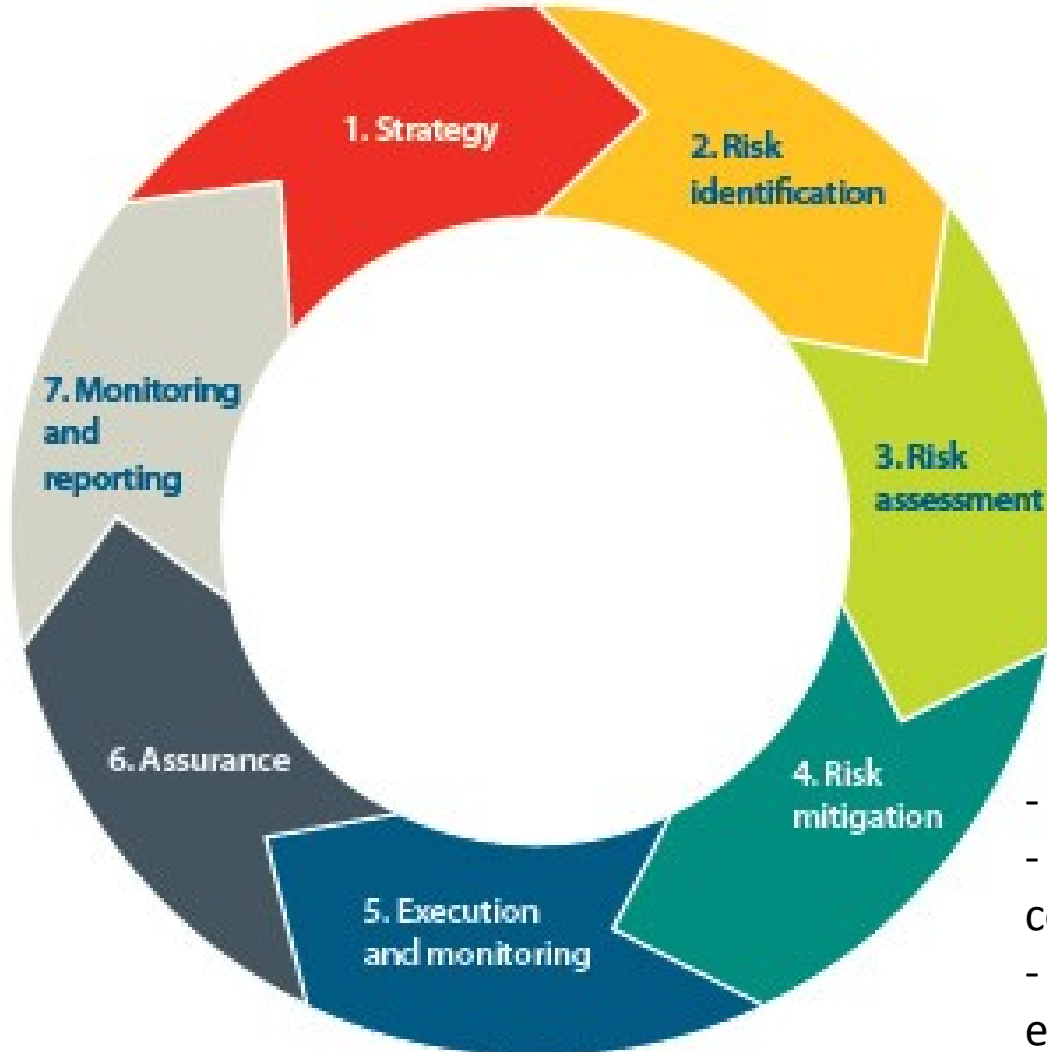 1. Strategy
2. Risk
identification
3. Risk
assessment
4. Risk
mitigation
5. Execution
and monitoring
6. Assurance
7. Monitoring
and
reporting
-
-
-